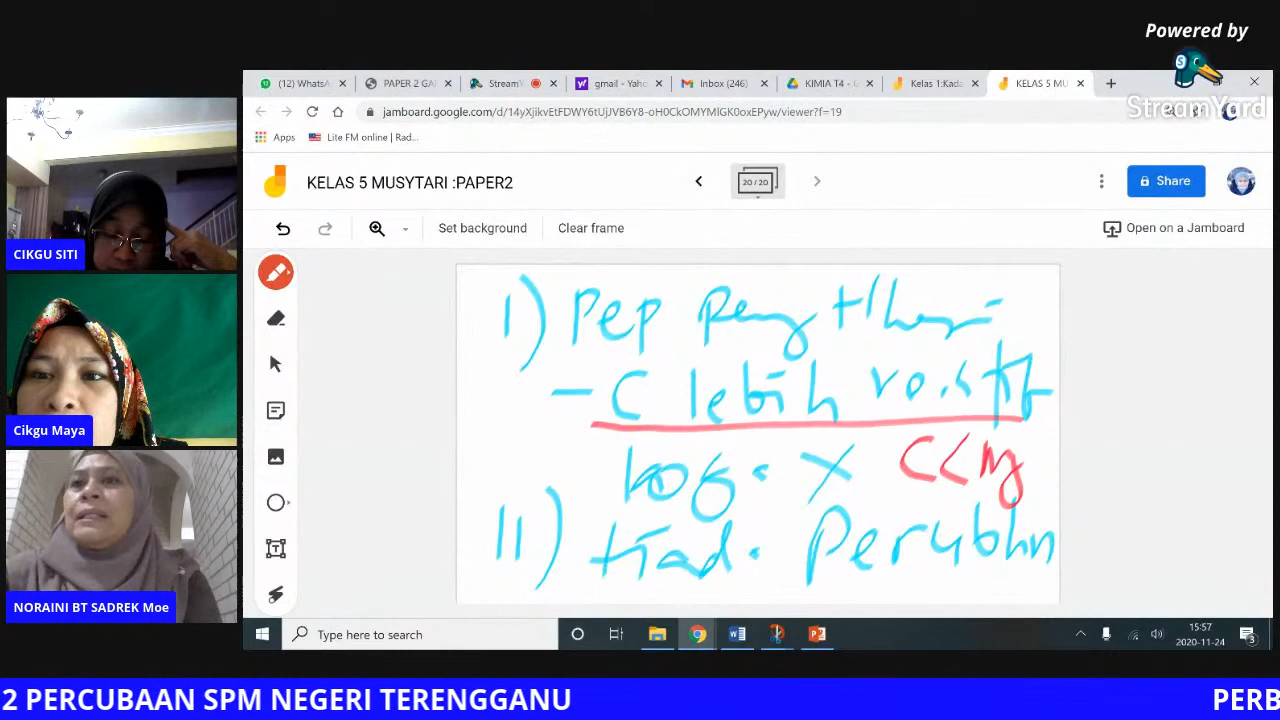 Powered by
StreamYard
(12) WhatsA
PAPER 2 GA
StreamY
gmail - Yaho
Inbox (246)
KIMIA T4 - G
Kelas 1:Kada
KELAS 5 MU
jamboard.google.com/d/14yXjikvEtFDWY6tUjJVB6Y8-oH0CkOMYMlGK0oxEPyw/viewer?f=19
Apps
Lite FM online | Rad...
KELAS 5 MUSYTARI :PAPER2
20 / 20
Share
Set background
Clear frame
Open on a Jamboard
I) Pep
- C lebih
x C < Mg
II) tiad. Perubhn
CIKGU SITI
Cikgu Maya
NORAINI BT SADREK Moe
Type here to search
15:57
2020-11-24
3
2 PERCUBAAN SPM NEGERI TERENGGANU
PERB